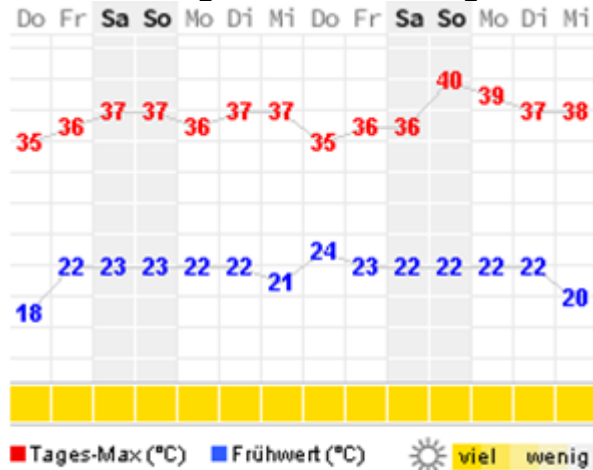 Do Fr Sa So Mo Di Mi Do Fr Sa So Mo Di Mi
35 36 37 37 36 37 37 35 36 36 40 39 37 38
18 22 23 23 22 22 21 24 23 22 22 22 22 20
Tages-Max (°C) Frühwert (°C) viel wenig